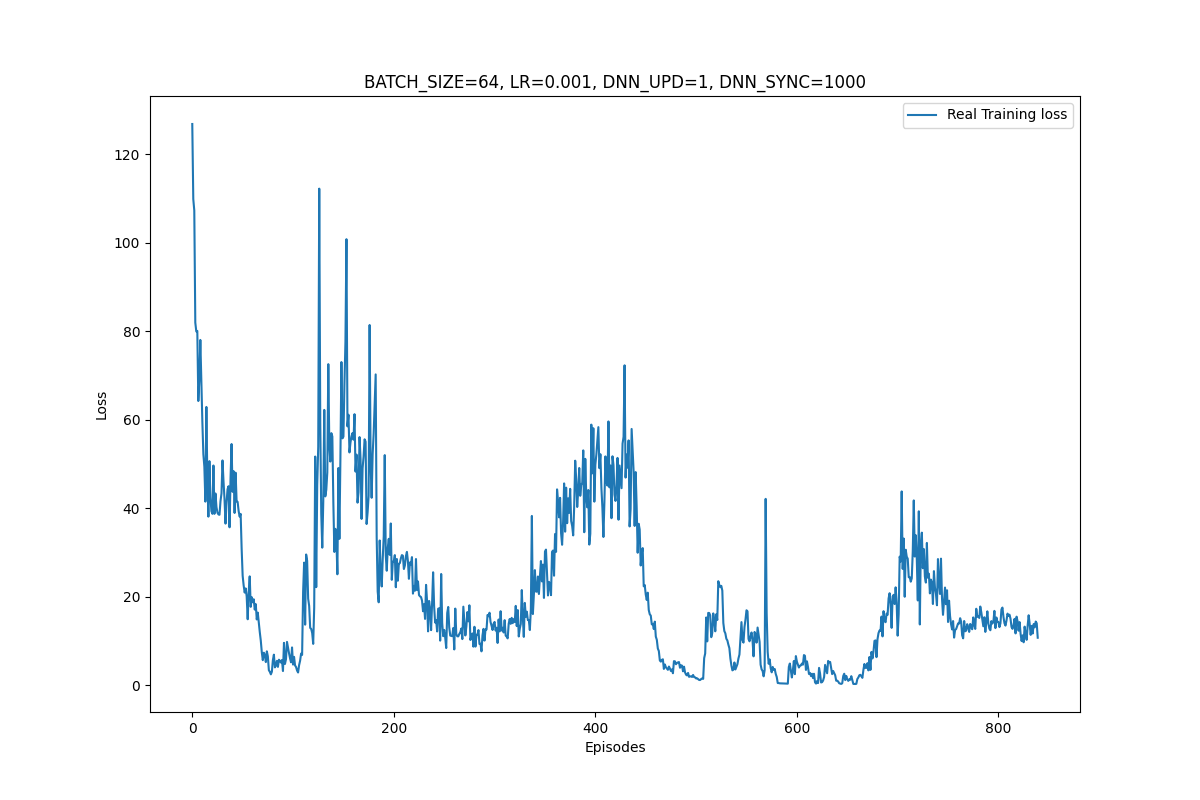 BATCH_SIZE=64, LR=0.001, DNN_UPD=1, DNN_SYNC=1000
Real Training loss
120
100
80
60
40
20
0
Loss
0 200 400 600 800
Episodes